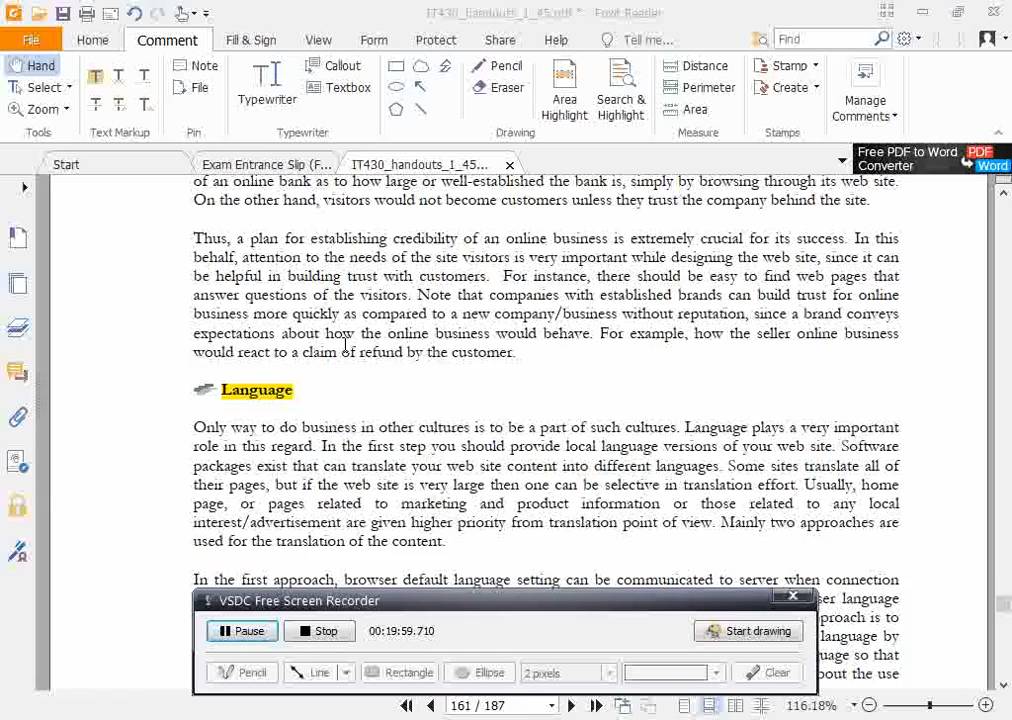 IT430_handouts_1_45.pdf * - Foxit Reader
File Home Comment Fill & Sign View Form Protect Share Help Tell me... Find
Hand
Select
Zoom
Tools
T T T
T T T
Text Markup
Note
File
Pin
Typewriter
Callout
Textbox
Typewriter
Pencil
Eraser
Area Highlight
Search & Highlight
Drawing
Distance
Perimeter
Area
Measure
Stamp
Create
Stamps
Manage Comments
Start Exam Entrance Slip (F... IT430_handouts_1_45...
Free PDF to Word Converter PDF Word
of an online bank as to how large or well-established the bank is, simply by browsing through its web site.
On the other hand, visitors would not become customers unless they trust the company behind the site.
Thus, a plan for establishing credibility of an online business is extremely crucial for its success. In this
behalf, attention to the needs of the site visitors is very important while designing the web site, since it can
be helpful in building trust with customers. For instance, there should be easy to find web pages that
answer questions of the visitors. Note that companies with established brands can build trust for online
business more quickly as compared to a new company/business without reputation, since a brand conveys
expectations about how the online business would behave. For example, how the seller online business
would react to a claim of refund by the customer.
Language
Only way to do business in other cultures is to be a part of such cultures. Language plays a very important
role in this regard. In the first step you should provide local language versions of your web site. Software
packages exist that can translate your web site content into different languages. Some sites translate all of
their pages, but if the web site is very large then one can be selective in translation effort. Usually, home
page, or pages related to marketing and product information or those related to any local
interest/advertisement are given higher priority from translation point of view. Mainly two approaches are
used for the translation of the content.
In the first approach, browser default language setting can be communicated to server when connection
ser language
proach is to
language by
uage so that
bout the use
VSDC Free Screen Recorder
Pause Stop 00:19:59.710 Start drawing
Pencil Line Rectangle Ellipse 2 pixels Clear
161 / 187 116.18%